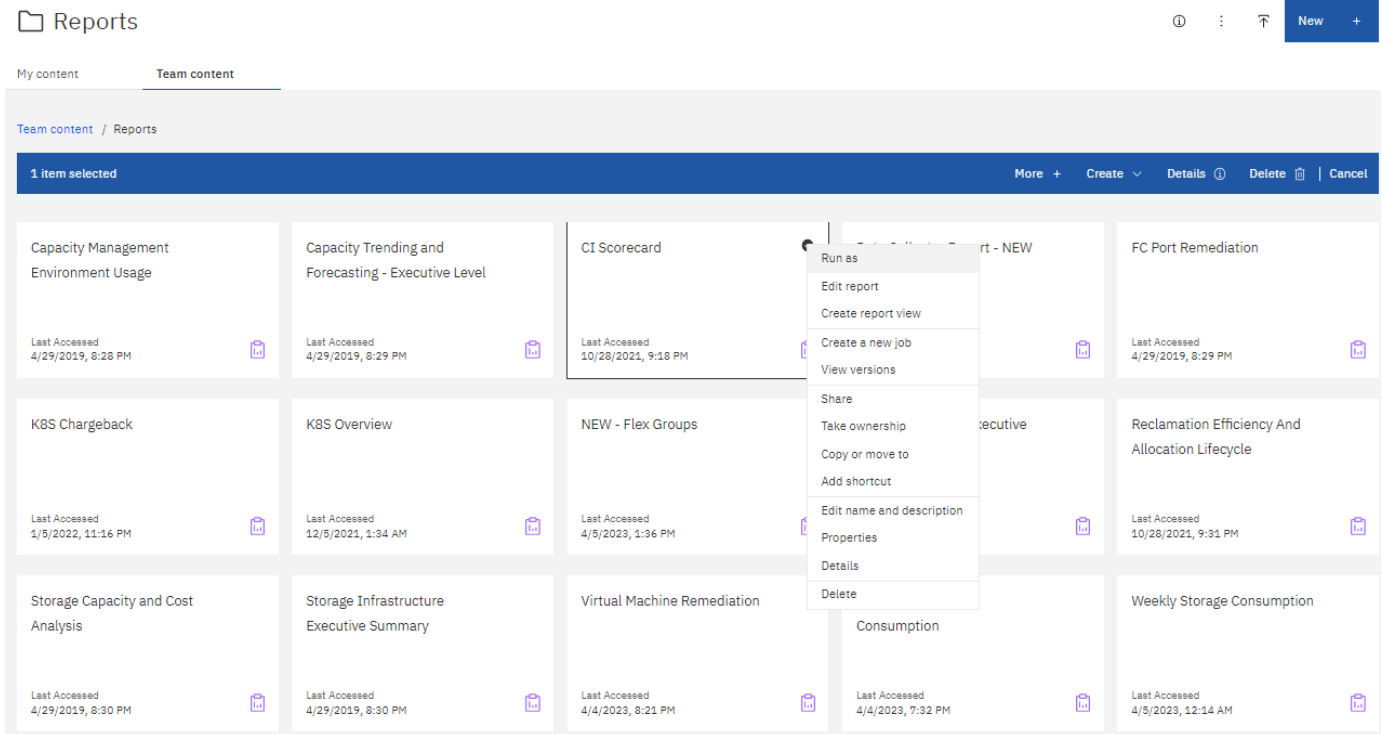 Reports
New +
My content
Team content
Team content / Reports
1 item selected
More +
Create
Details
Delete
Cancel
Capacity Management
Environment Usage
Last Accessed
4/29/2019, 8:28 PM
Capacity Trending and
Forecasting - Executive Level
Last Accessed
4/29/2019, 8:29 PM
CI Scorecard
Last Accessed
10/28/2021, 9:18 PM
- NEW
FC Port Remediation
Last Accessed
4/29/2019, 8:29 PM
Run as
Edit report
Create report view
Create a new job
View versions
Share
Take ownership
Copy or move to
Add shortcut
Edit name and description
Properties
Details
Delete
K8S Chargeback
Last Accessed
1/5/2022, 11:16 PM
K8S Overview
Last Accessed
12/5/2021, 1:34 AM
NEW - Flex Groups
Last Accessed
4/5/2023, 1:36 PM
Reclamation Efficiency And
Allocation Lifecycle
Last Accessed
10/28/2021, 9:31 PM
Storage Capacity and Cost
Analysis
Last Accessed
4/29/2019, 8:30 PM
Storage Infrastructure
Executive Summary
Last Accessed
4/29/2019, 8:30 PM
Virtual Machine Remediation
Last Accessed
4/4/2023, 8:21 PM
Consumption
Last Accessed
4/4/2023, 7:32 PM
Weekly Storage Consumption
Last Accessed
4/5/2023, 12:14 AM